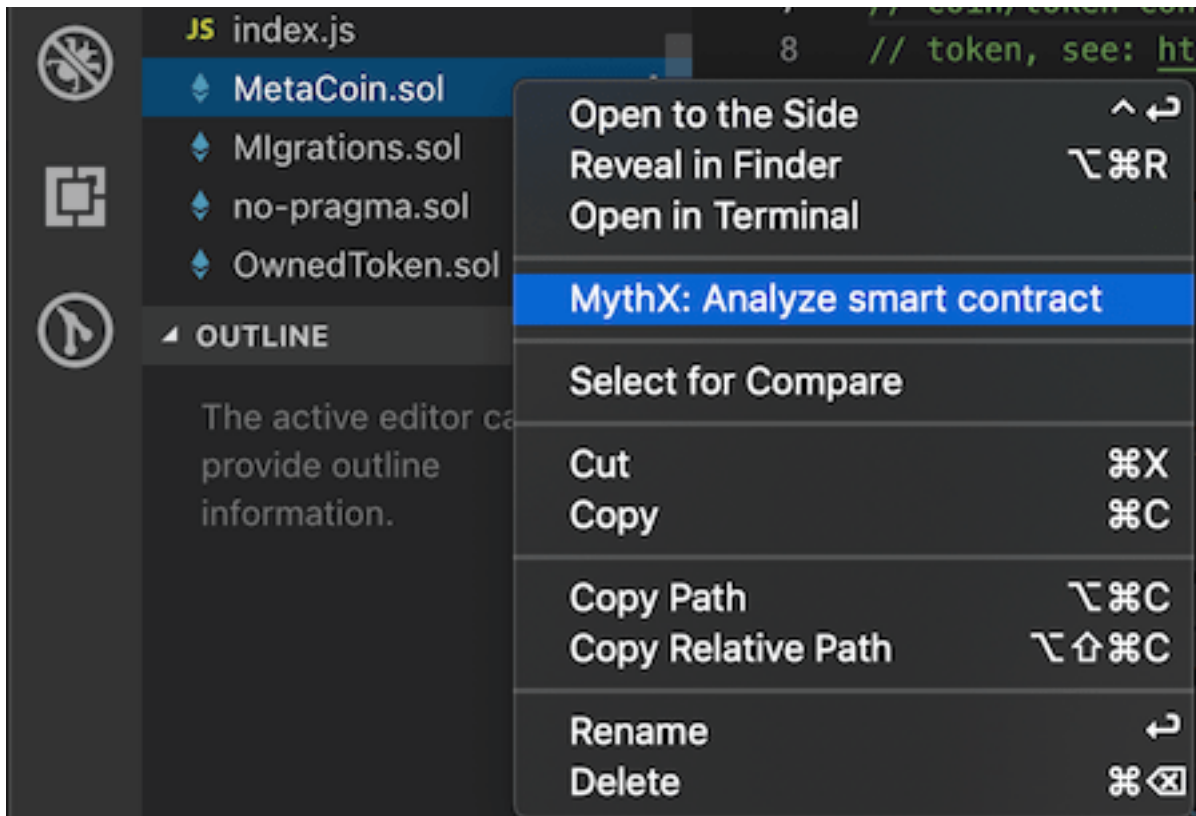 JS index.js
MetaCoin.sol
MIgrations.sol
no-pragma.sol
OwnedToken.sol
OUTLINE
The active editor
provide outline
information.
8 // token, see:
Open to the Side ^ ↩
Reveal in Finder ⌥⌘R
Open in Terminal
MythX: Analyze smart contract
Select for Compare
Cut ⌘X
Copy ⌘C
Copy Path ⌥⌘C
Copy Relative Path ⌥⇧⌘C
Rename ↩
Delete ⌘⌫